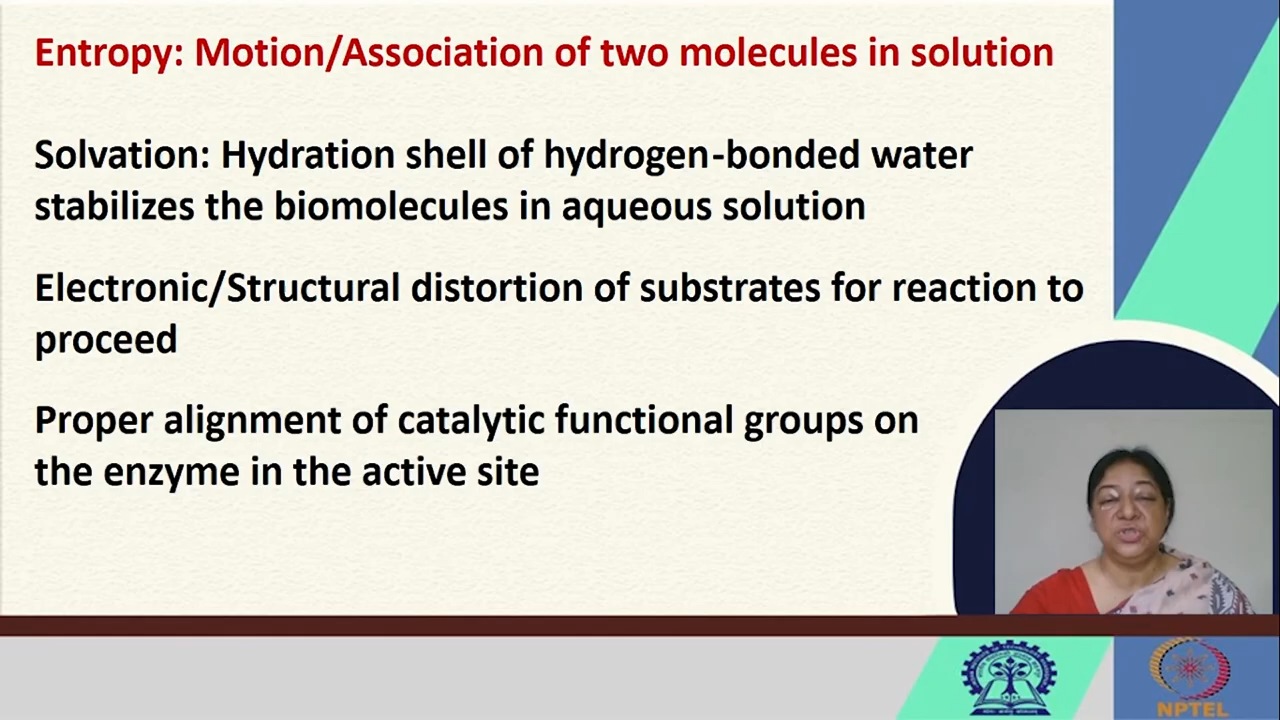 Entropy: Motion/Association of two molecules in solution
Solvation: Hydration shell of hydrogen-bonded water
stabilizes the biomolecules in aqueous solution
Electronic/Structural distortion of substrates for reaction to
proceed
Proper alignment of catalytic functional groups on
the enzyme in the active site
NPTEL